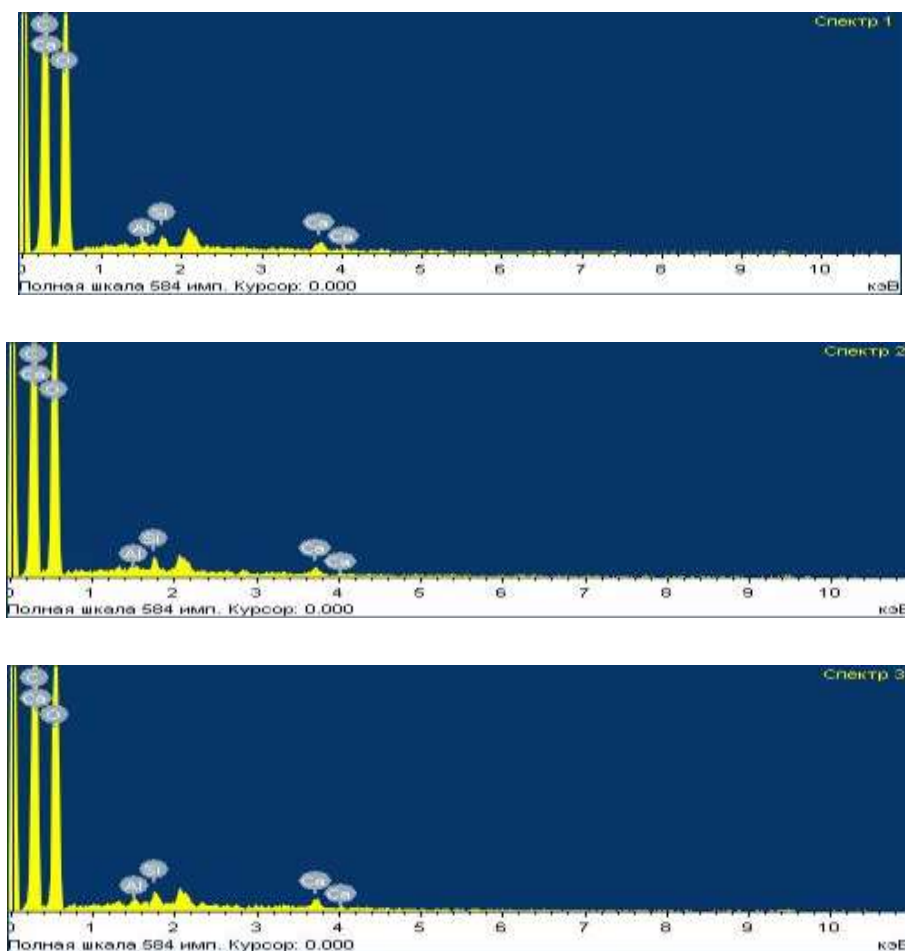 Спектр 1
C
Ca
O
Al
Si
Ca
Ca
0 1 2 3 4 5 6 7 8 9 10
Полная шкала 584 имп. Курсор: 0.000 кэВ
Спектр 2
C
Ca
O
Al
Si
Ca
Ca
0 1 2 3 4 5 6 7 8 9 10
Полная шкала 584 имп. Курсор: 0.000 кэВ
Спектр 3
C
Ca
O
Al
Si
Ca
Ca
0 1 2 3 4 5 6 7 8 9 10
Полная шкала 584 имп. Курсор: 0.000 кэВ